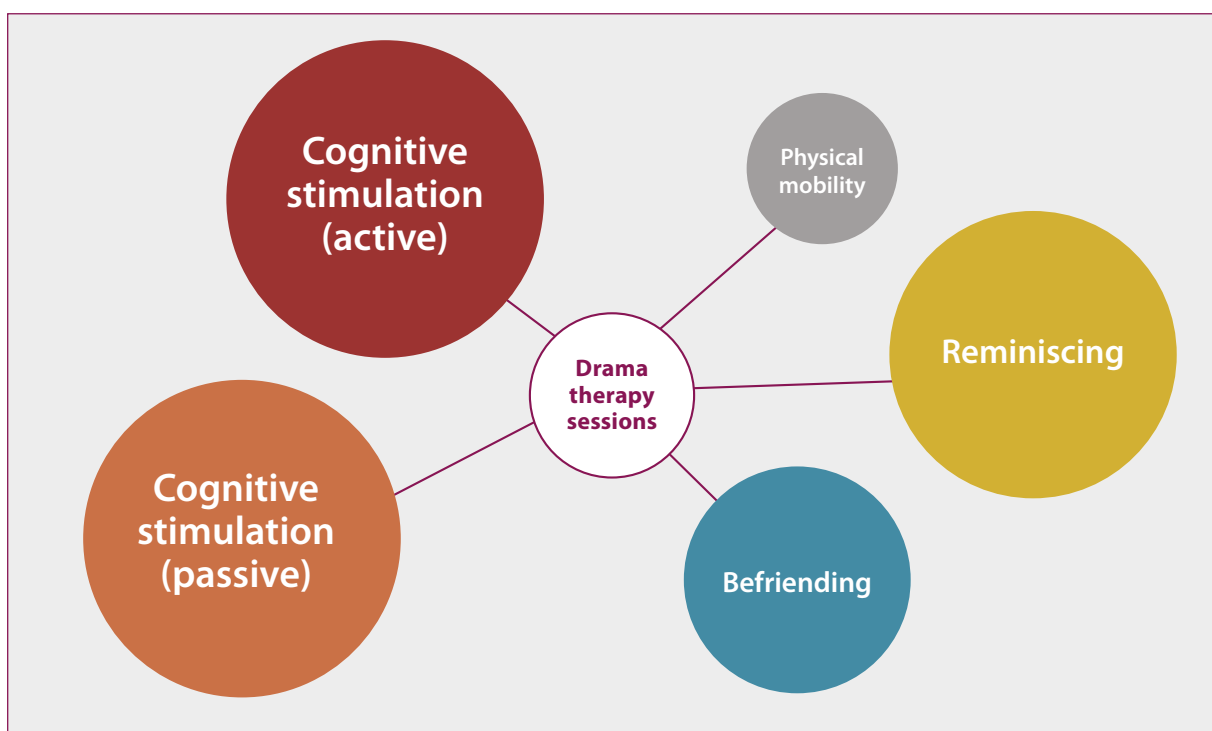 Cognitive
stimulation
(active)
Physical
mobility
Reminiscing
Drama
therapy
sessions
Cognitive
stimulation
(passive)
Befriending